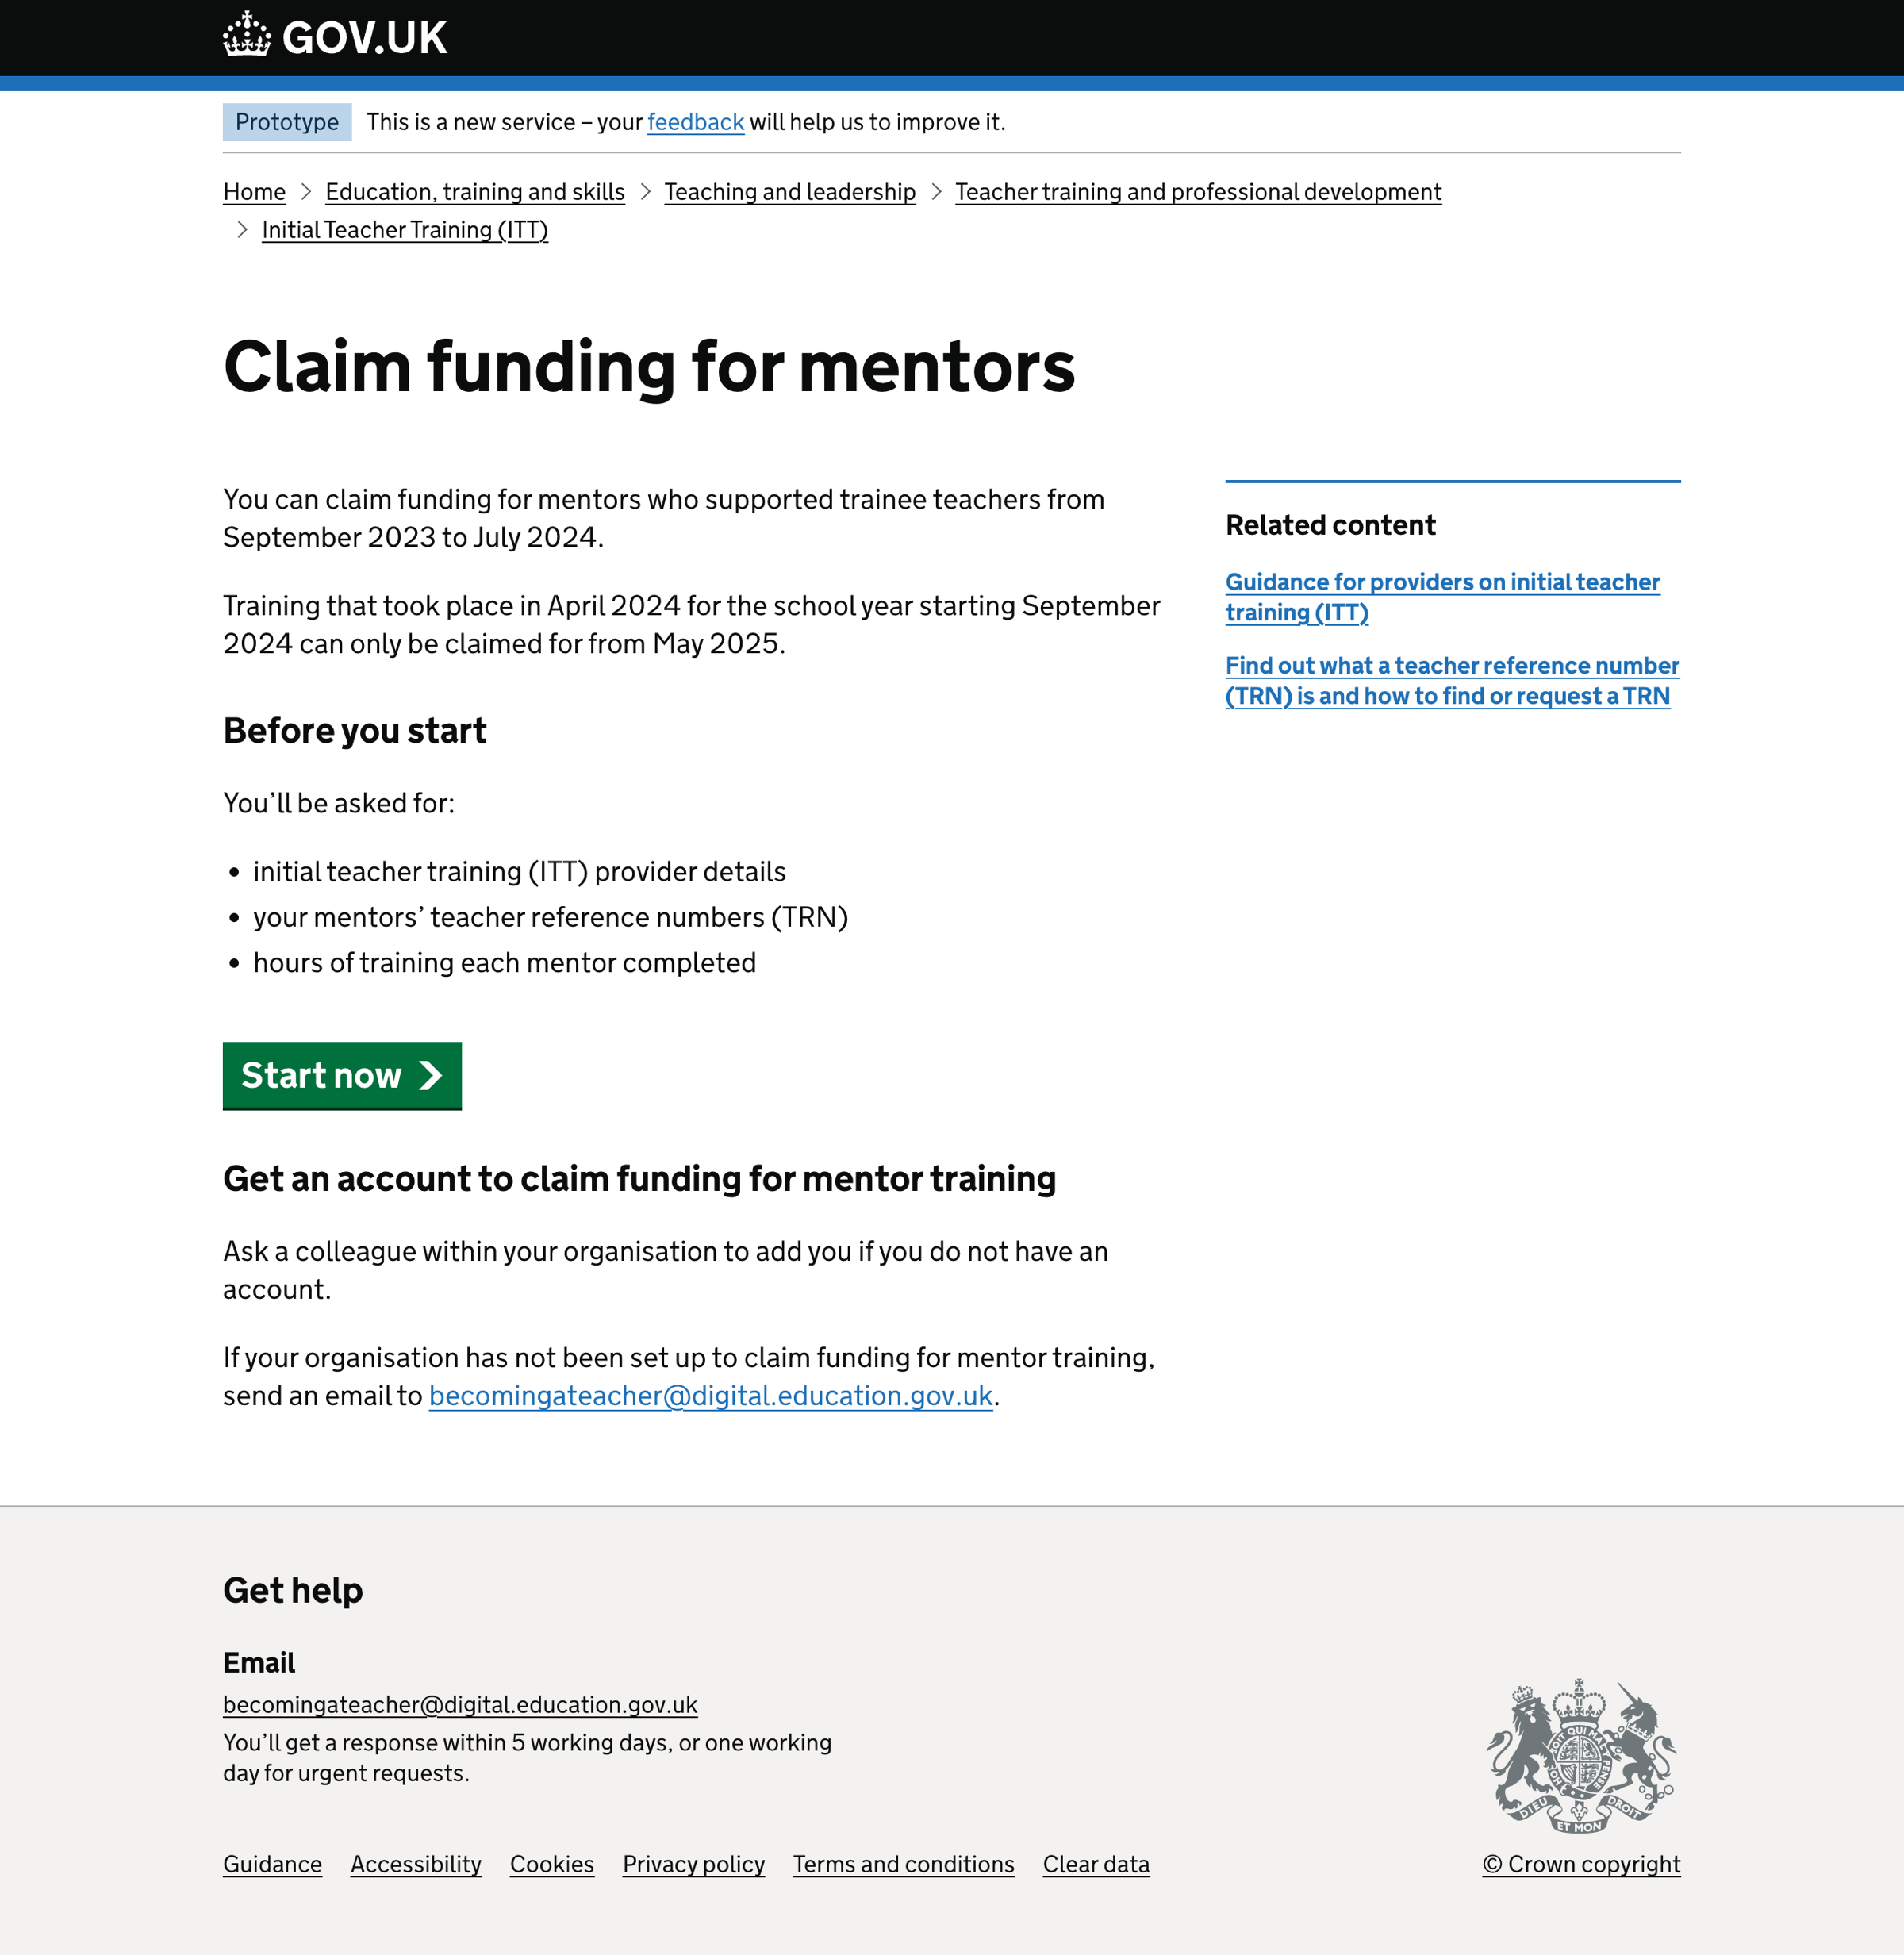 GOV.UK
Prototype This is a new service – your feedback will help us to improve it.
Home Education, training and skills Teaching and leadership Teacher training and professional development
Initial Teacher Training (ITT)
Claim funding for mentors
You can claim funding for mentors who supported trainee teachers from
September 2023 to July 2024.
Training that took place in April 2024 for the school year starting September
2024 can only be claimed for from May 2025.
Before you start
You’ll be asked for:
• initial teacher training (ITT) provider details
• your mentors’ teacher reference numbers (TRN)
• hours of training each mentor completed
Start now
Get an account to claim funding for mentor training
Ask a colleague within your organisation to add you if you do not have an
account.
If your organisation has not been set up to claim funding for mentor training,
send an email to becomingateacher@digital.education.gov.uk.
Related content
Guidance for providers on initial teacher
training (ITT)
Find out what a teacher reference number
(TRN) is and how to find or request a TRN
Get help
Email
becomingateacher@digital.education.gov.uk
You’ll get a response within 5 working days, or one working
day for urgent requests.
Guidance Accessibility Cookies Privacy policy Terms and conditions Clear data
DIEU ET MON DROIT
© Crown copyright